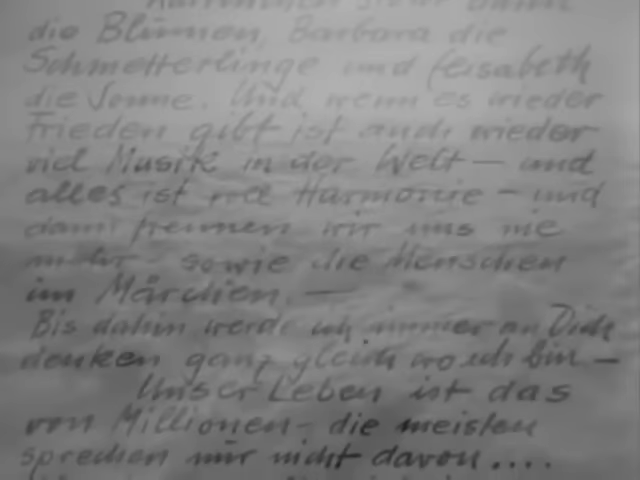 die Blumen, Barbara die
Schmetterlinge und Elisabeth
die Sonne. Und wenn es wieder
Frieden gibt ist auch wieder
viel Musik in der Welt — und
alles ist Harmonie – und
dann trennen wir uns nie
mehr – sowie die Menschen
im Märchen. —
Bis dahin werde ich immer an Dich
denken ganz gleich wo ich bin —
Unser Leben ist das
von Millionen – die meisten
sprechen nur nicht davon....